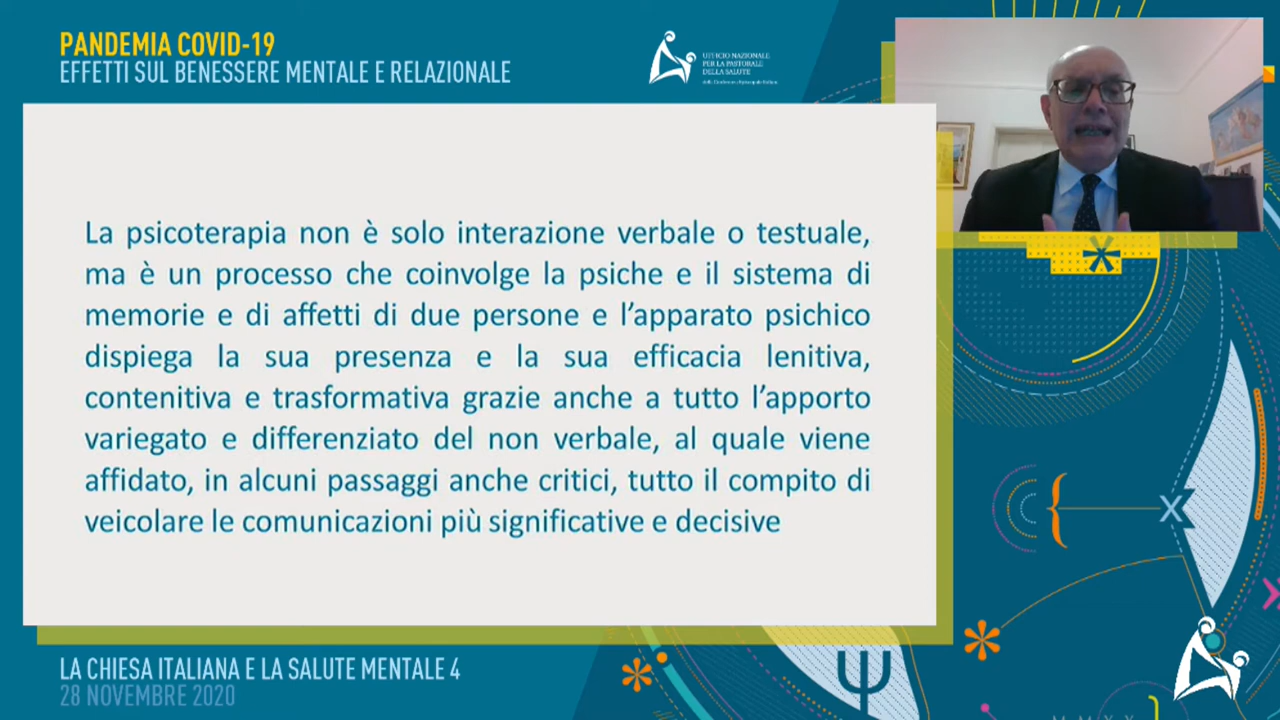 PANDEMIA COVID-19
EFFETTI SUL BENESSERE MENTALE E RELAZIONALE
UFFICIO NAZIONALE
PER LA PASTORALE
DELLA SALUTE
della Conferenza Episcopale Italiana
La psicoterapia non è solo interazione verbale o testuale,
ma è un processo che coinvolge la psiche e il sistema di
memorie e di affetti di due persone e l’apparato psichico
dispiega la sua presenza e la sua efficacia lenitiva,
contenitiva e trasformativa grazie anche a tutto l’apporto
variegato e differenziato del non verbale, al quale viene
affidato, in alcuni passaggi anche critici, tutto il compito di
veicolare le comunicazioni più significative e decisive
LA CHIESA ITALIANA E LA SALUTE MENTALE 4
28 NOVEMBRE 2020